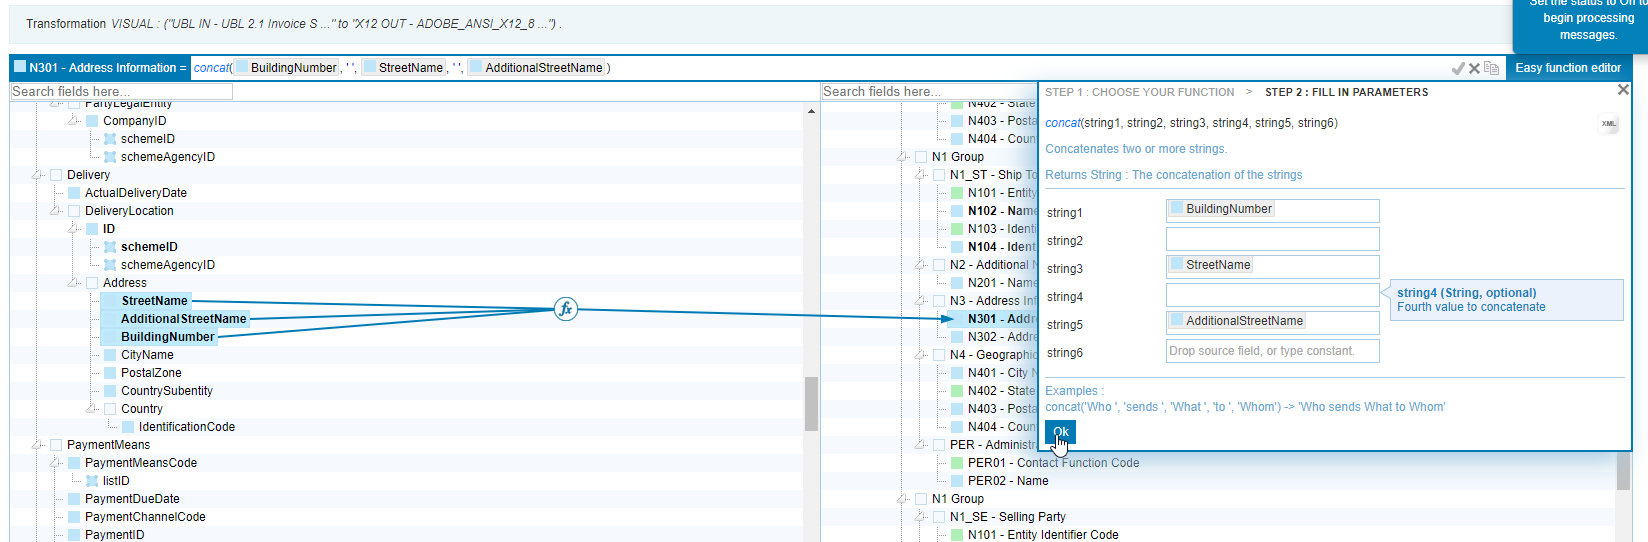 Set the status to On to
begin processing
messages.
Transformation VISUAL : ("UBL IN - UBL 2.1 Invoice S ..." to "X12 OUT - ADOBE_ANSI_X12_8 ...") .
N301 - Address Information = concat( BuildingNumber , ' ', StreetName , ' ', AdditionalStreetName )
Easy function editor
Search fields here...
PartyLegalEntity
CompanyID
schemeID
schemeAgencyID
Delivery
ActualDeliveryDate
DeliveryLocation
ID
schemeID
schemeAgencyID
Address
StreetName
AdditionalStreetName
BuildingNumber
CityName
PostalZone
CountrySubentity
Country
IdentificationCode
PaymentMeans
PaymentMeansCode
listID
PaymentDueDate
PaymentChannelCode
PaymentID
fx
Search fields here...
N402 - State
N403 - Posta
N404 - Coun
N1 Group
N1_ST - Ship To
N101 - Entity
N102 - Name
N103 - Identi
N104 - Ident
N2 - Additional N
N201 - Name
N3 - Address Inf
N301 - Addr
N302 - Addre
N4 - Geographic
N401 - City N
N402 - State
N403 - Posta
N404 - Coun
PER - Administra
PER01 - Contact Function Code
PER02 - Name
N1 Group
N1_SE - Selling Party
N101 - Entity Identifier Code
STEP 1 : CHOOSE YOUR FUNCTION > STEP 2 : FILL IN PARAMETERS
concat(string1, string2, string3, string4, string5, string6)
XML
Concatenates two or more strings.
Returns String : The concatenation of the strings
string1 BuildingNumber
string2
string3 StreetName
string4
string4 (String, optional)
Fourth value to concatenate
string5 AdditionalStreetName
string6 Drop source field, or type constant.
Examples :
concat('Who ', 'sends ', 'What ', 'to ', 'Whom') -> 'Who sends What to Whom'
Ok